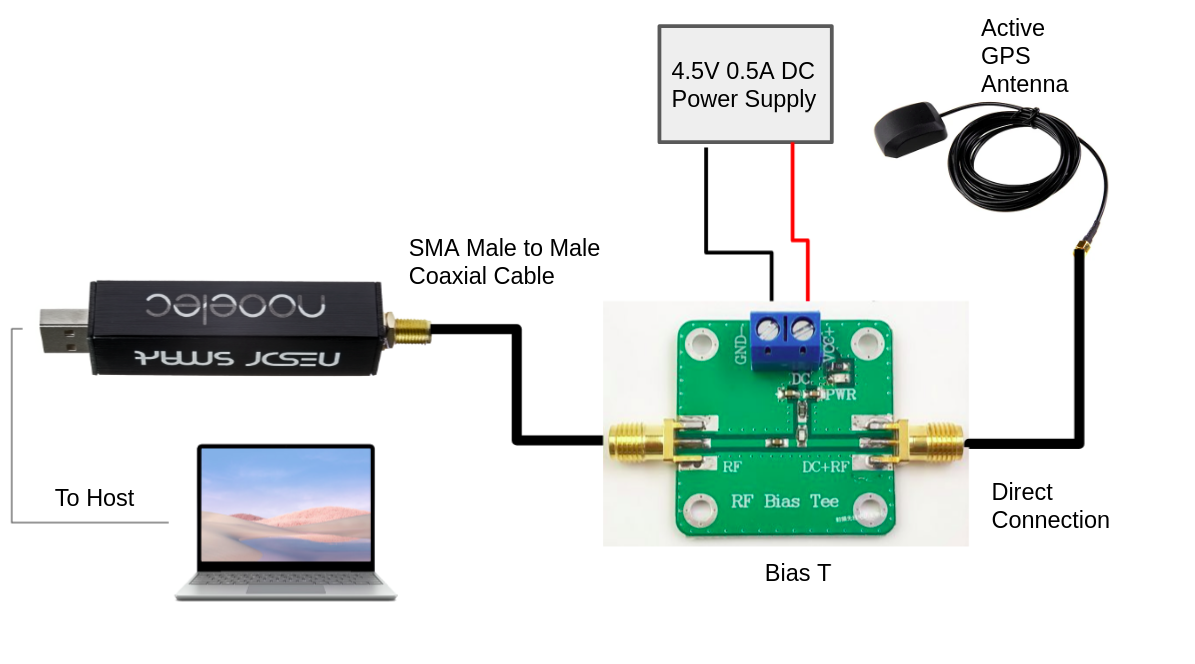 Active
GPS
Antenna
4.5V 0.5A DC
Power Supply
SMA Male to Male
Coaxial Cable
nooelec
NESDR SMArt
GND-
VCC+
DC
PWR
RF
DC+RF
RF Bias Tee
To Host
Direct
Connection
Bias T